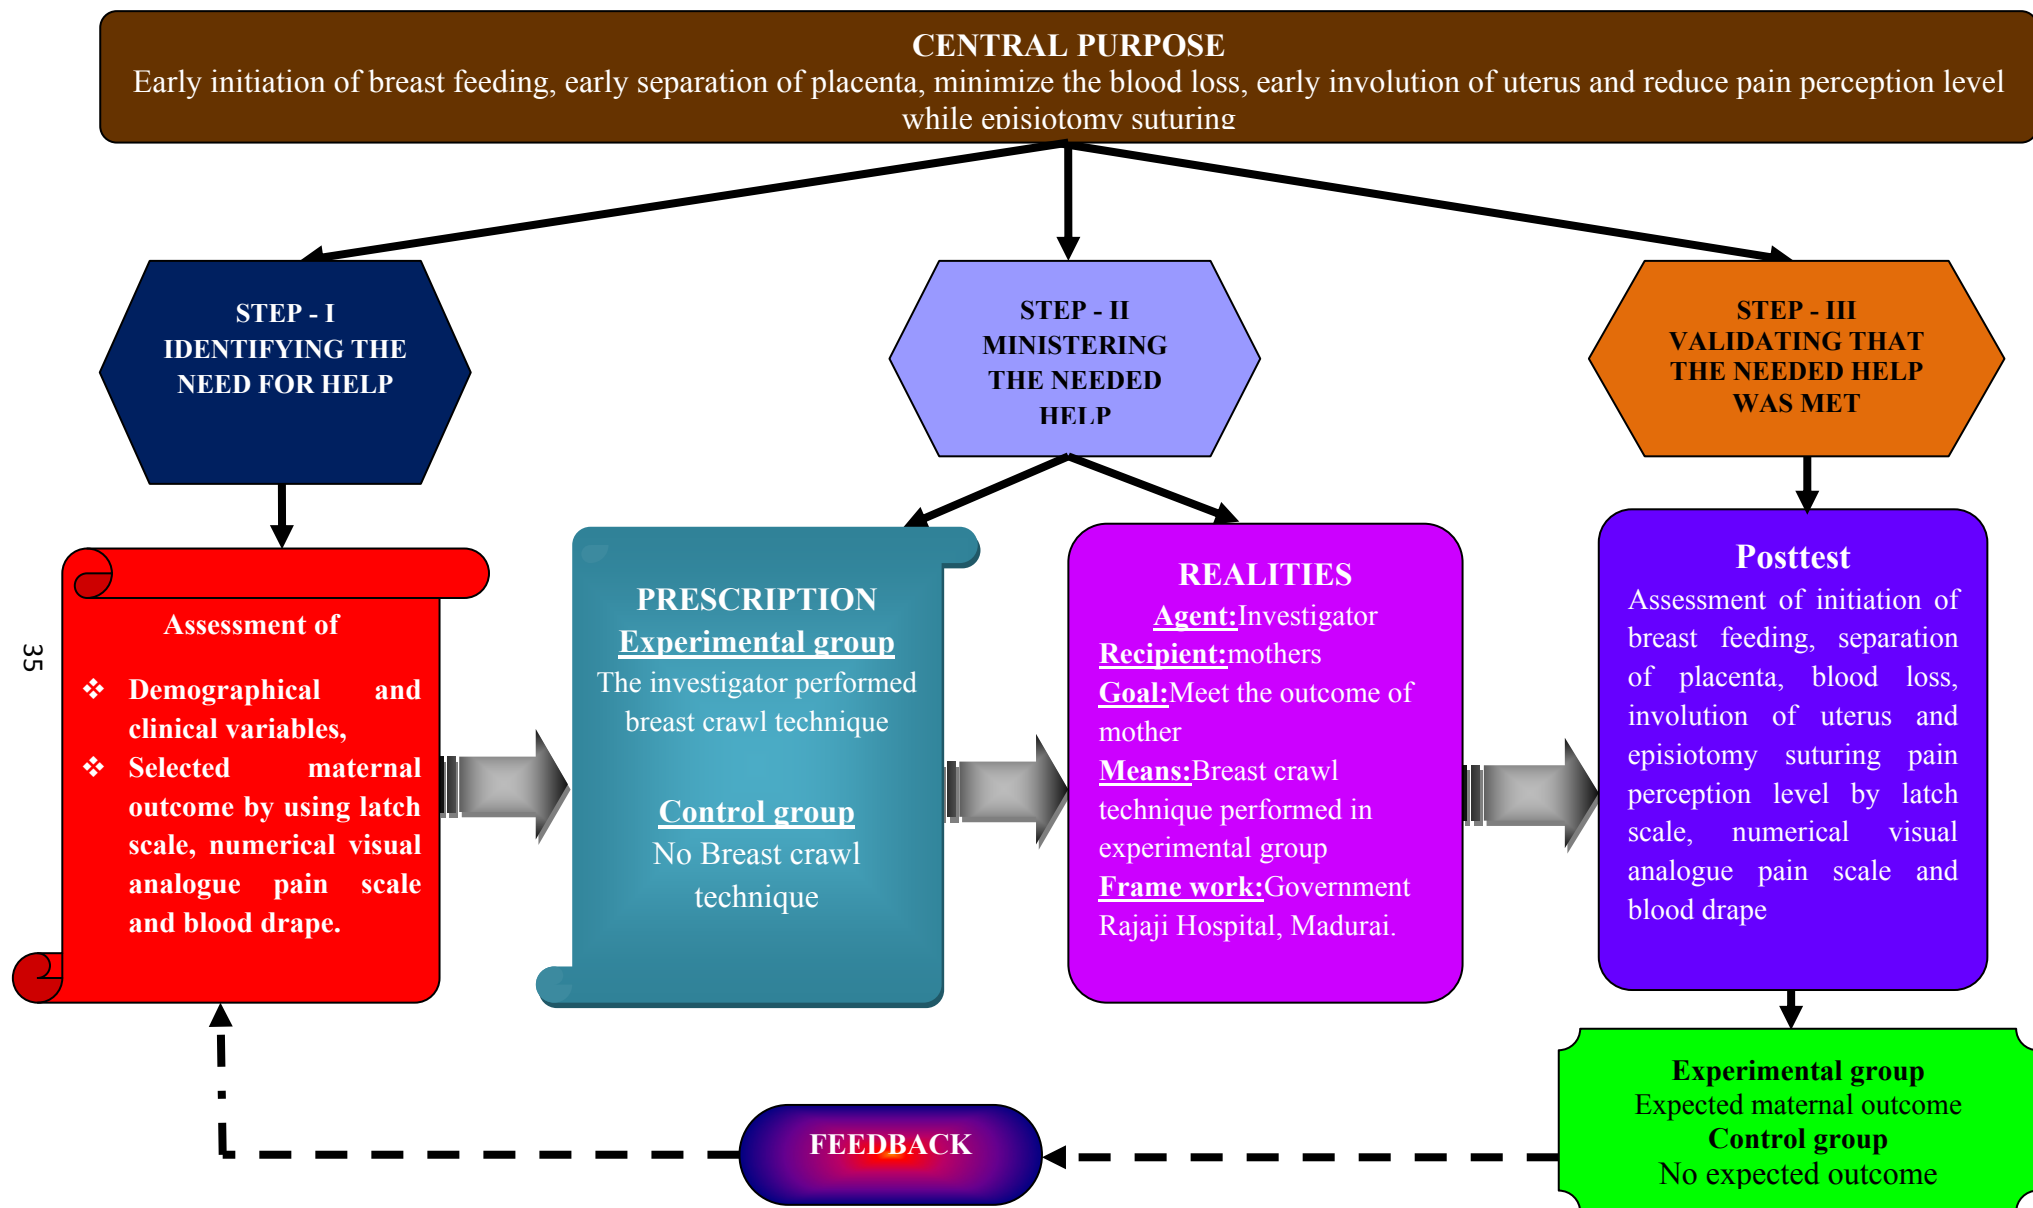 CENTRAL PURPOSE
Early initiation of breast feeding, early separation of placenta, minimize the blood loss, early involution of uterus and reduce pain perception level
while episiotomy suturing
STEP - I
IDENTIFYING THE
NEED FOR HELP
STEP - II
MINISTERING
THE NEEDED
HELP
STEP - III
VALIDATING THAT
THE NEEDED HELP
WAS MET
Assessment of
❖ Demographical and
clinical variables,
❖ Selected maternal
outcome by using latch
scale, numerical visual
analogue pain scale
and blood drape.
PRESCRIPTION
Experimental group
The investigator performed
breast crawl technique
Control group
No Breast crawl
technique
REALITIES
Agent:Investigator
Recipient:mothers
Goal:Meet the outcome of
mother
Means:Breast crawl
technique performed in
experimental group
Frame work:Government
Rajaji Hospital, Madurai.
Posttest
Assessment of initiation of
breast feeding, separation
of placenta, blood loss,
involution of uterus and
episiotomy suturing pain
perception level by latch
scale, numerical visual
analogue pain scale and
blood drape
Experimental group
Expected maternal outcome
Control group
No expected outcome
FEEDBACK
35